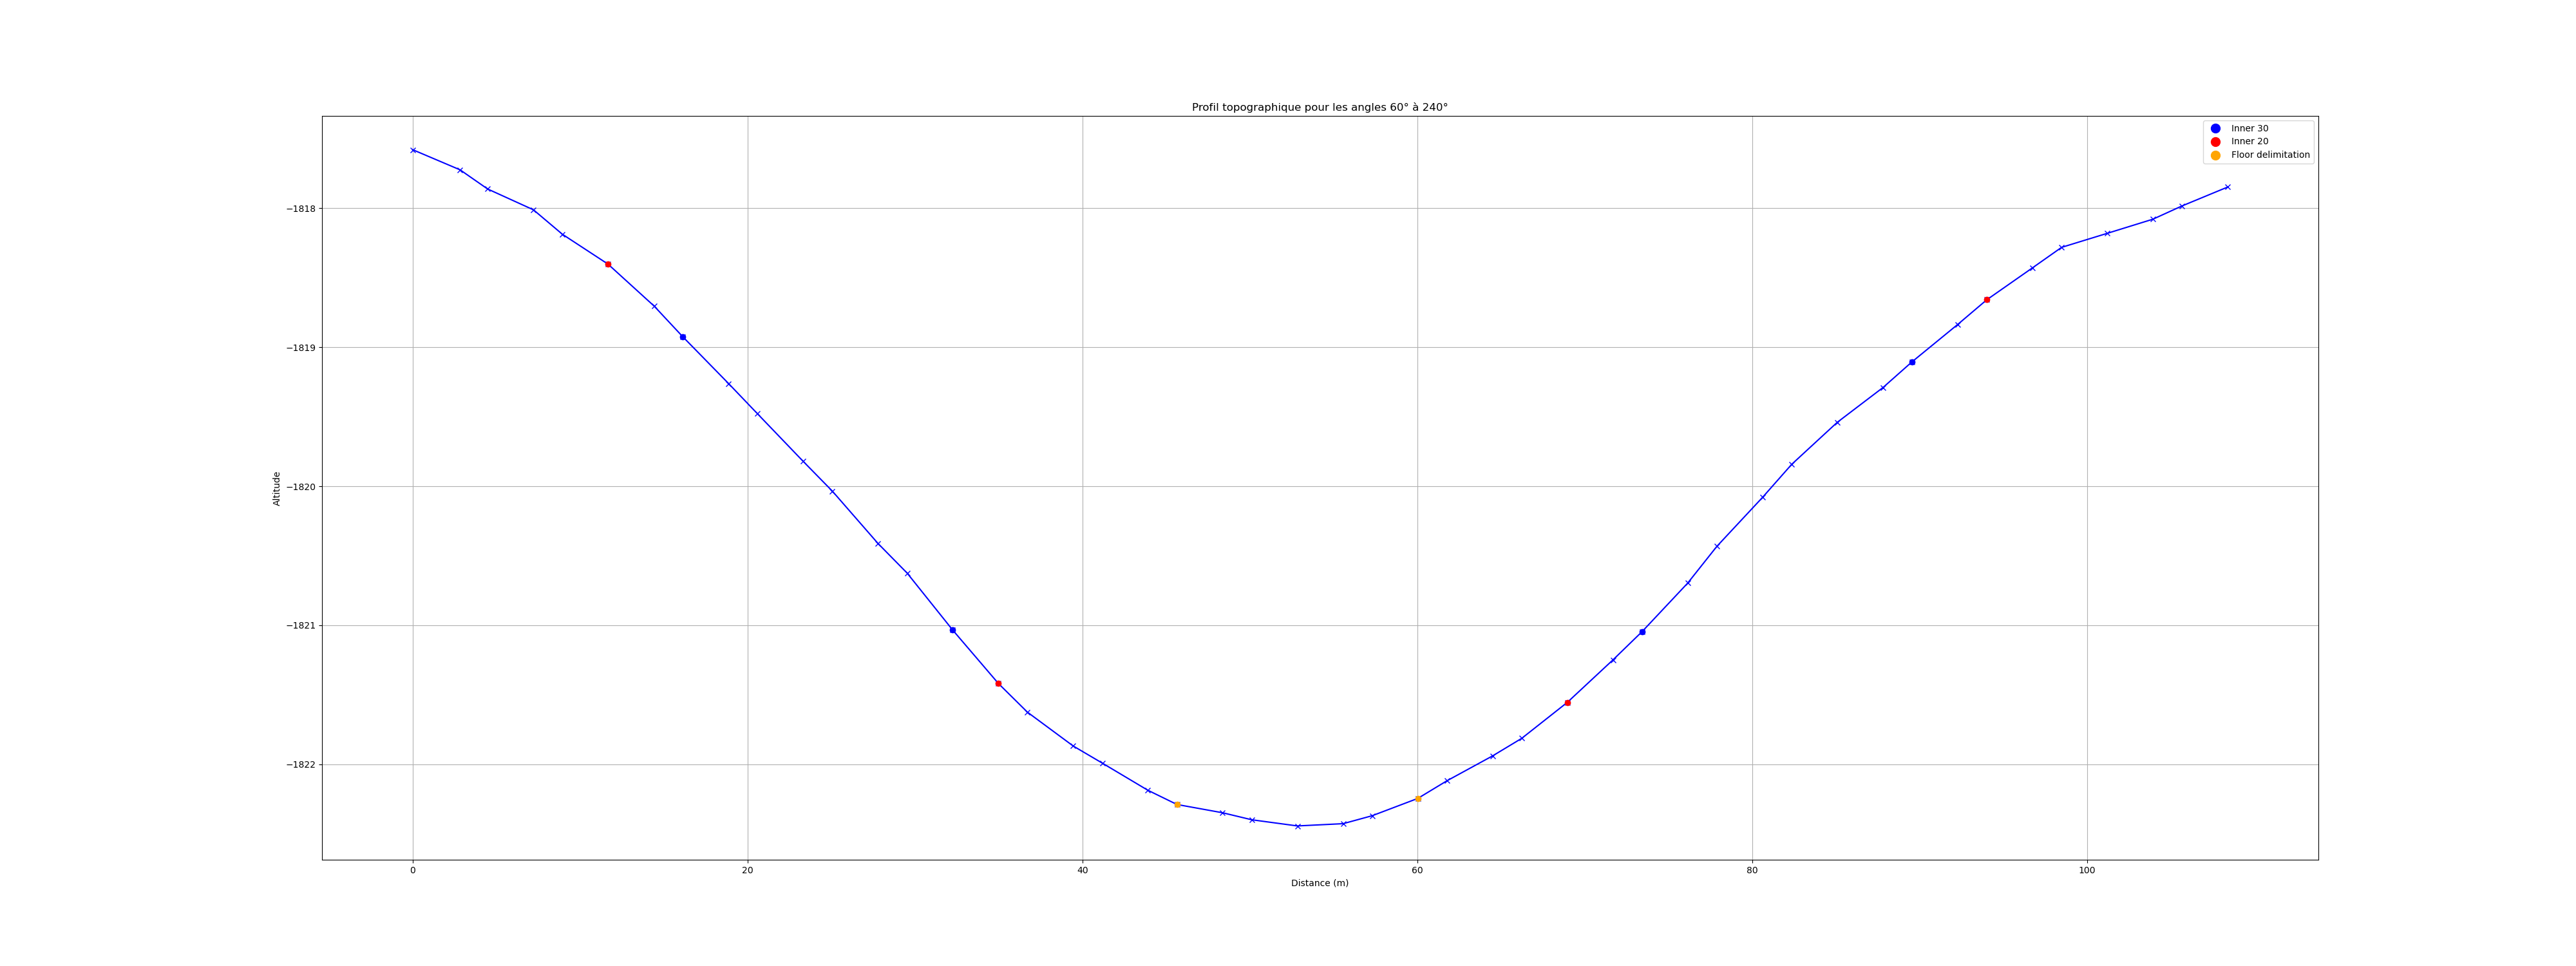 Profil topographique pour les angles 60° à 240°
Inner 30
Inner 20
Floor delimitation
Altitude
−1818
−1819
−1820
−1821
−1822
0 20 40 60 80 100
Distance (m)